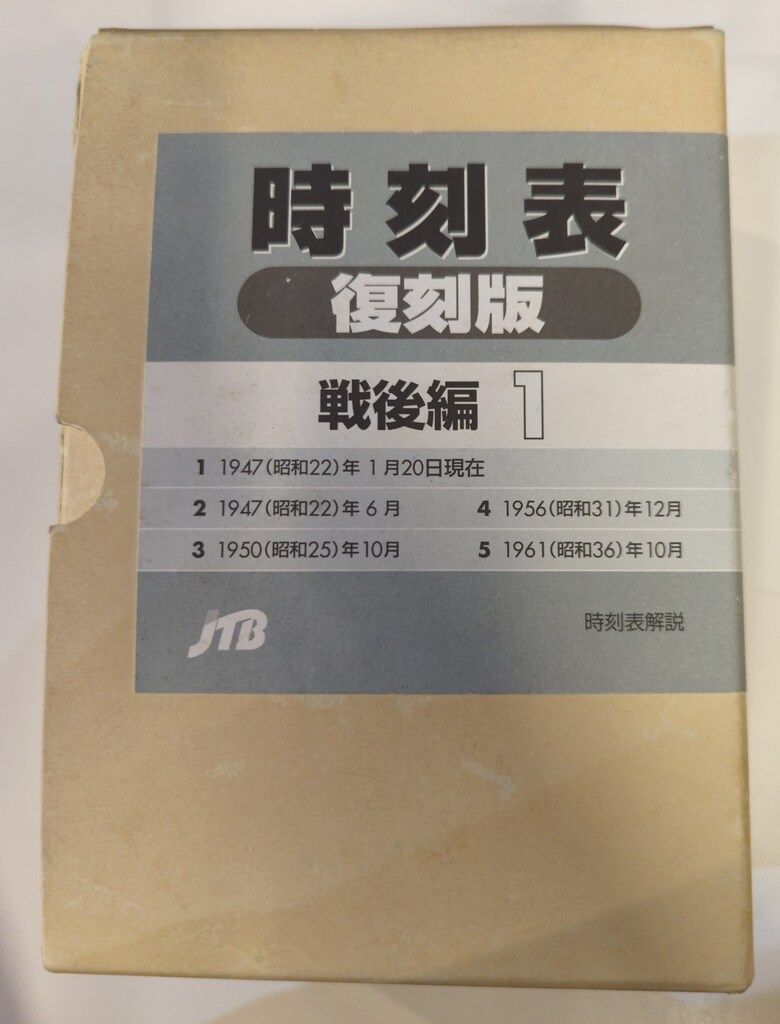 時刻表
復刻版
戦後編 1
1 1947(昭和22)年 1月20日現在
2 1947(昭和22)年 6月
4 1956(昭和31)年12月
3 1950(昭和25)年10月
5 1961(昭和36)年10月
JTB
時刻表解説